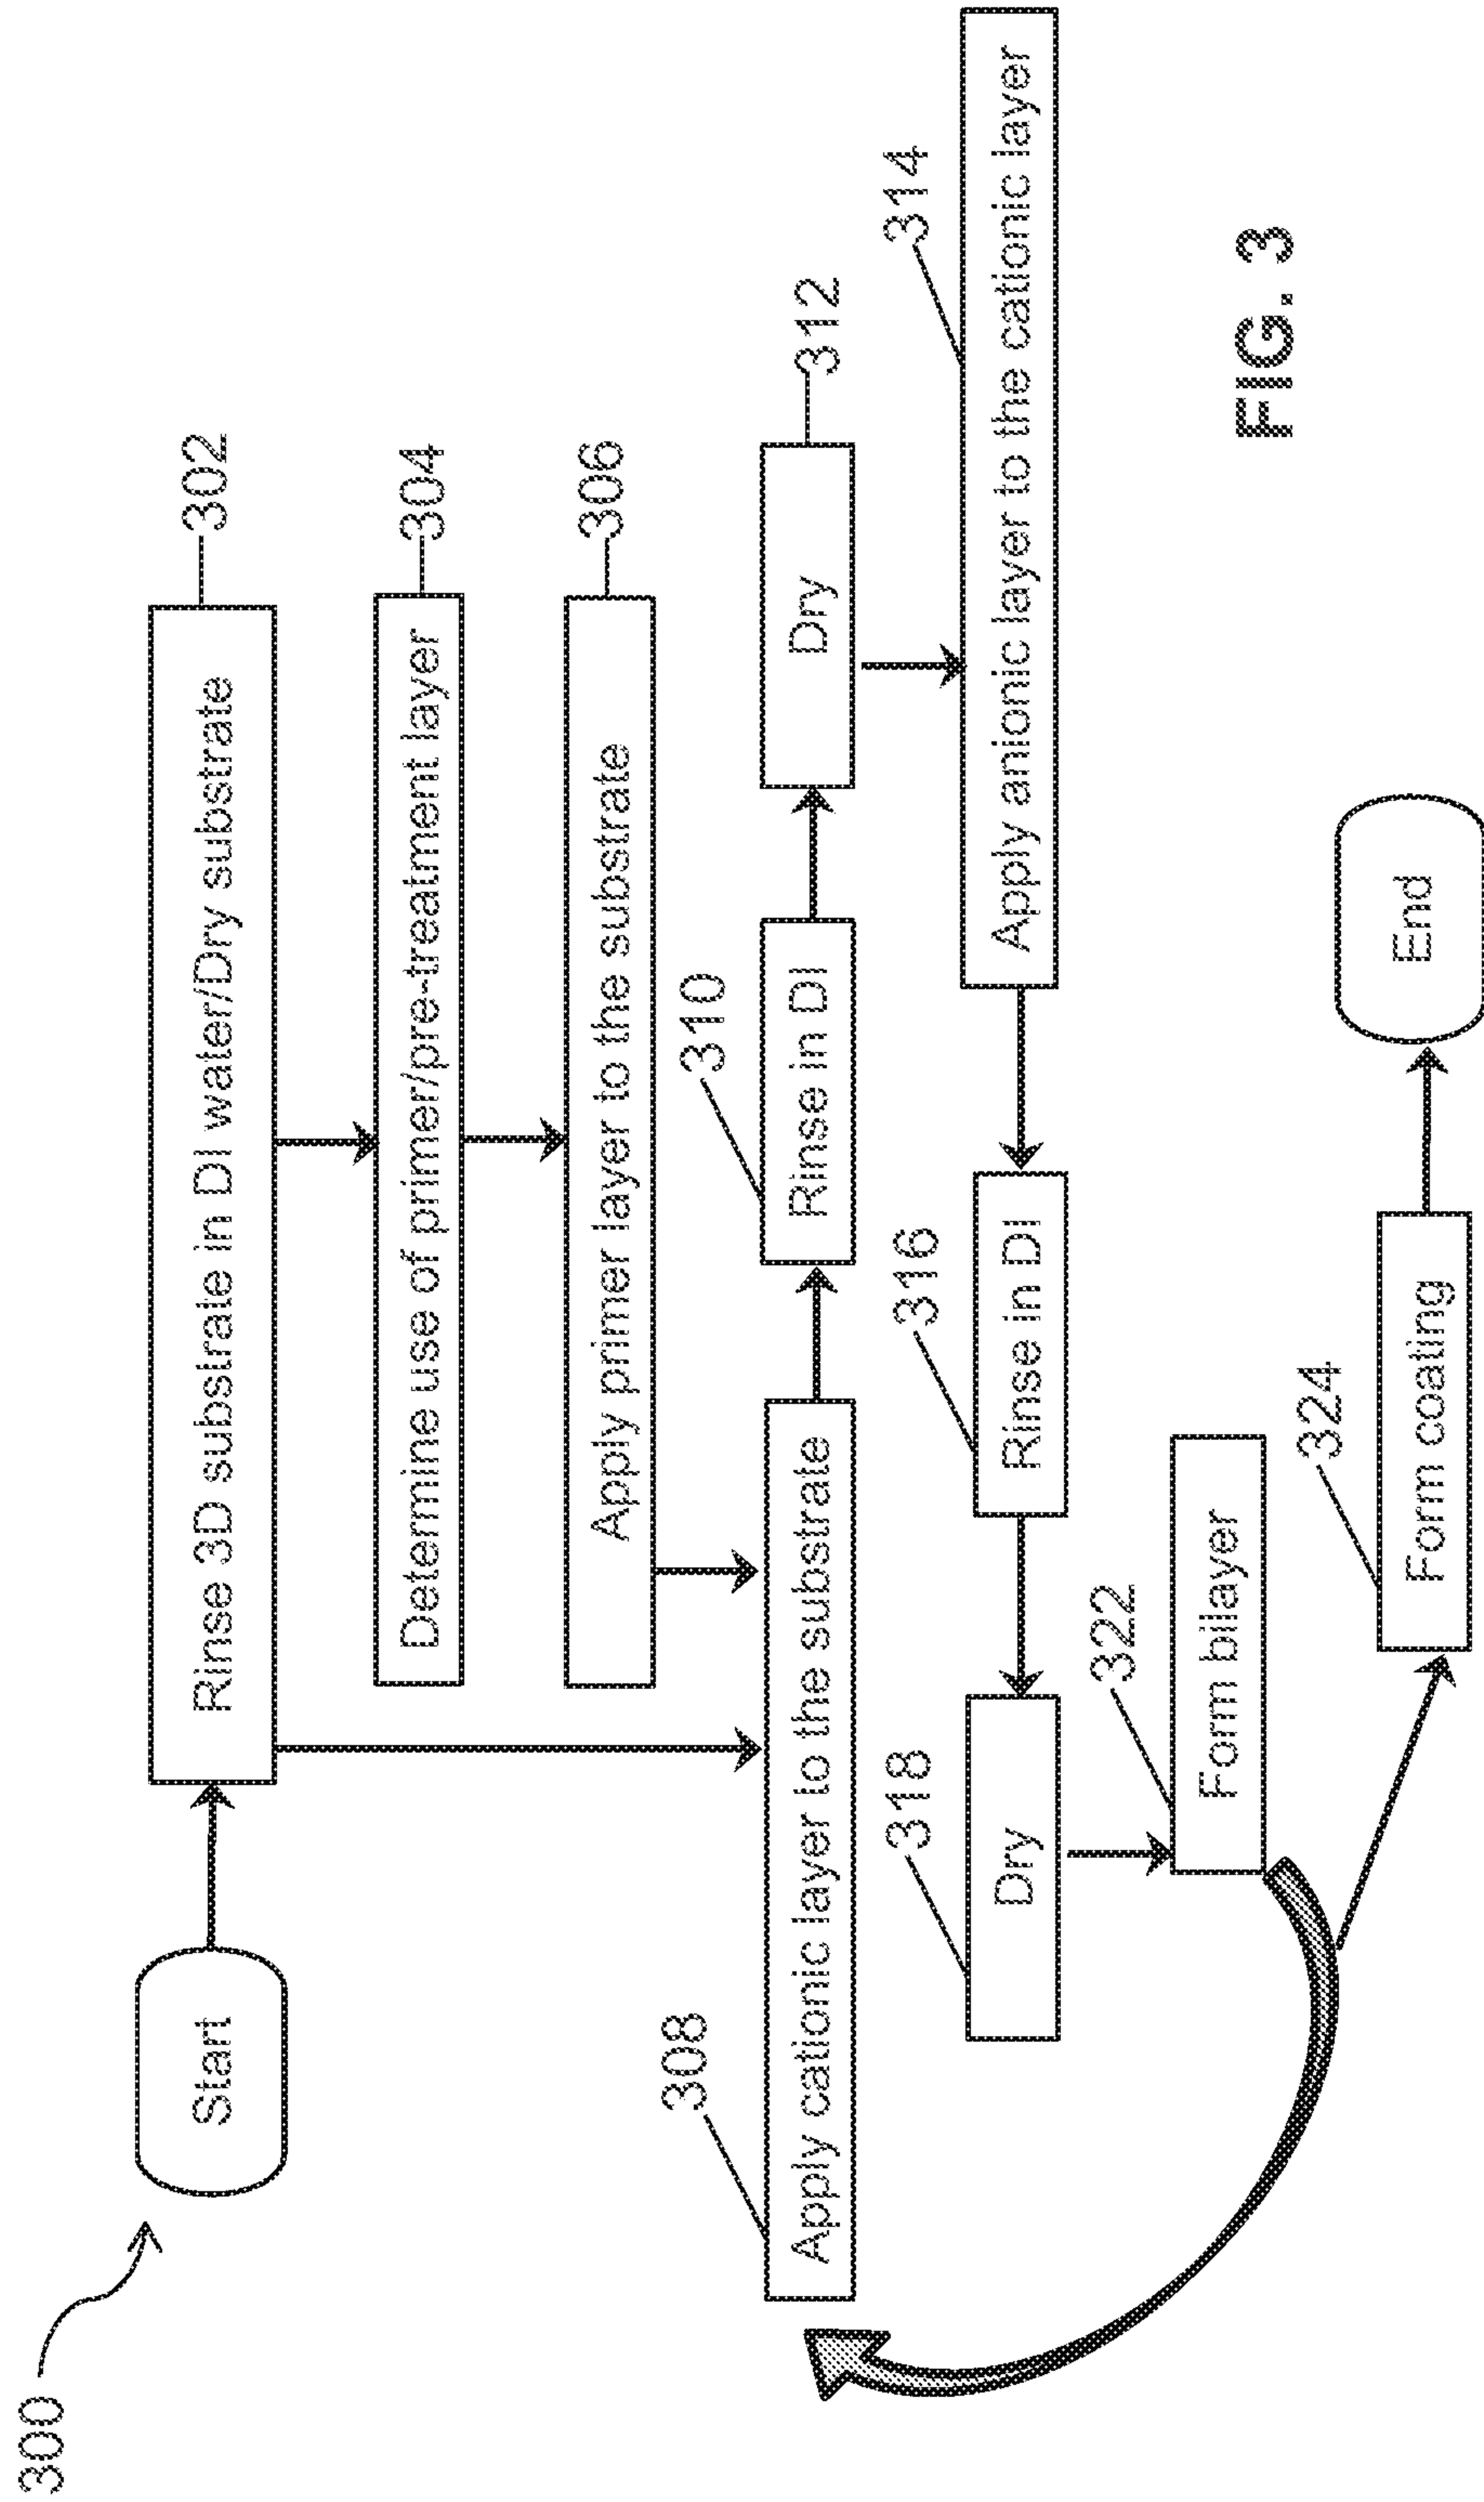 300
Start
Rinse 3D substrate in DI water/Dry substrate
302
Determine use of primer/pre-treatment layer
304
Apply primer layer to the substrate
306
308
Apply cationic layer to the substrate
310
Rinse in DI
Dry
312
314
Apply anionic layer to the cationic layer
316
Rinse in DI
318
Dry
322
Form bilayer
324
Form coating
End
FIG. 3